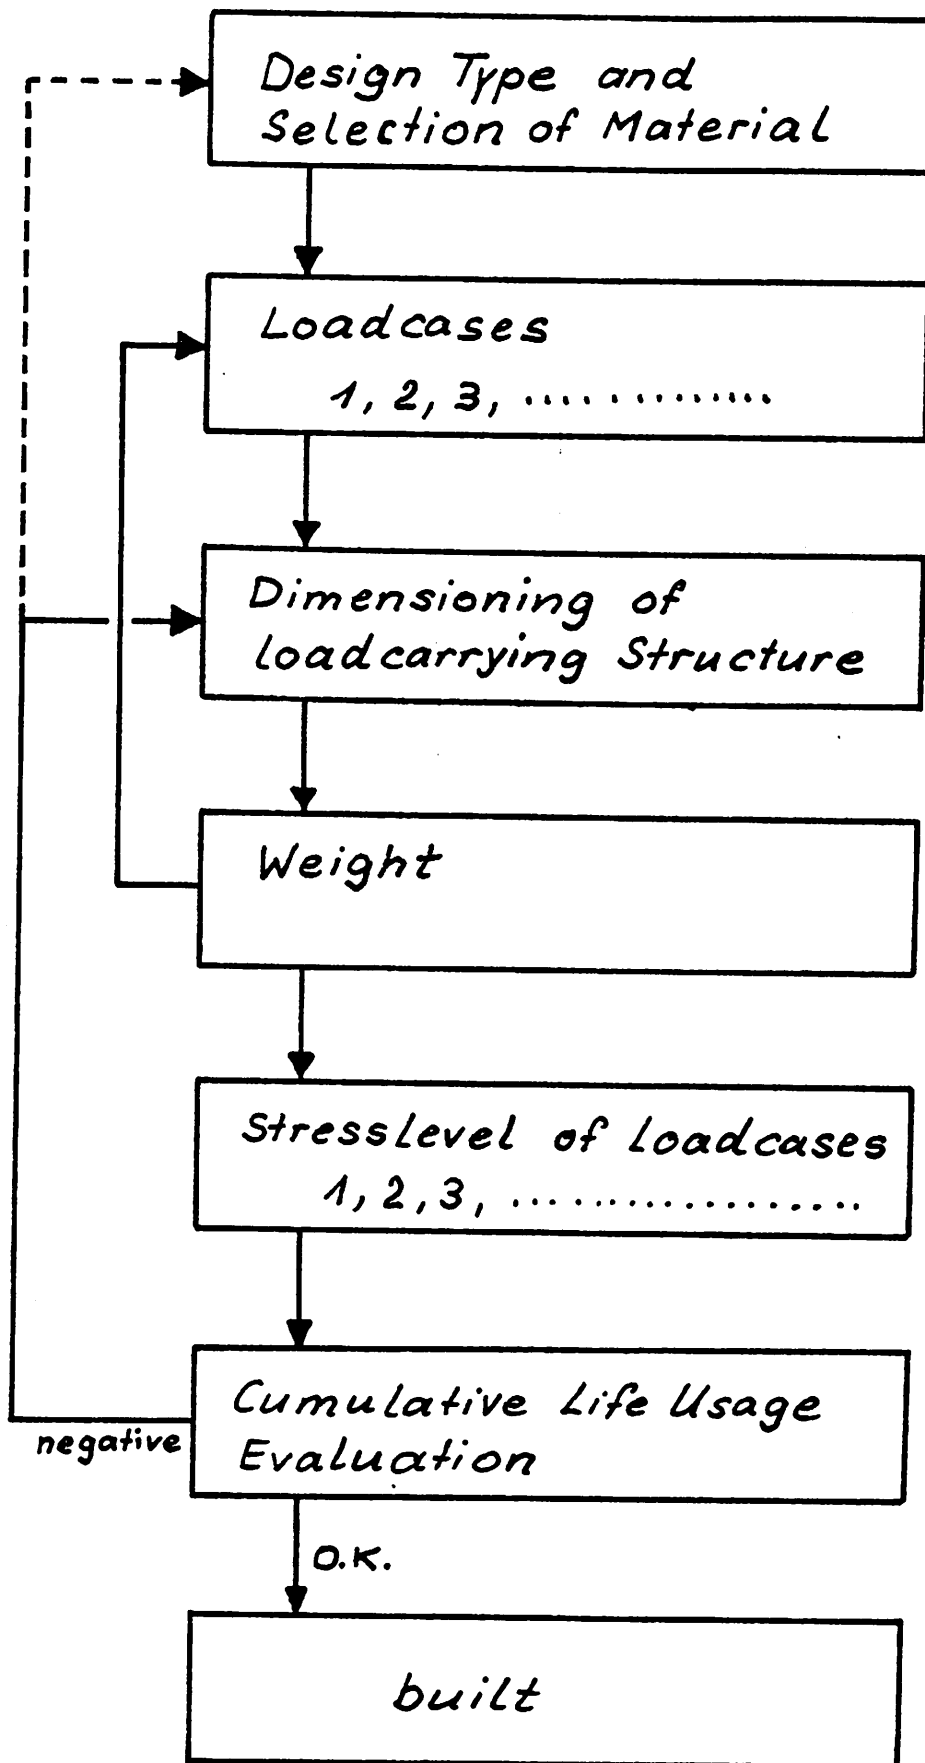 Design Type and
Selection of Material
Loadcases
1, 2, 3, ..............
Dimensioning of
loadcarrying Structure
Weight
Stresslevel of loadcases
1, 2, 3, ..................
Cumulative Life Usage
Evaluation
negative
O.K.
built